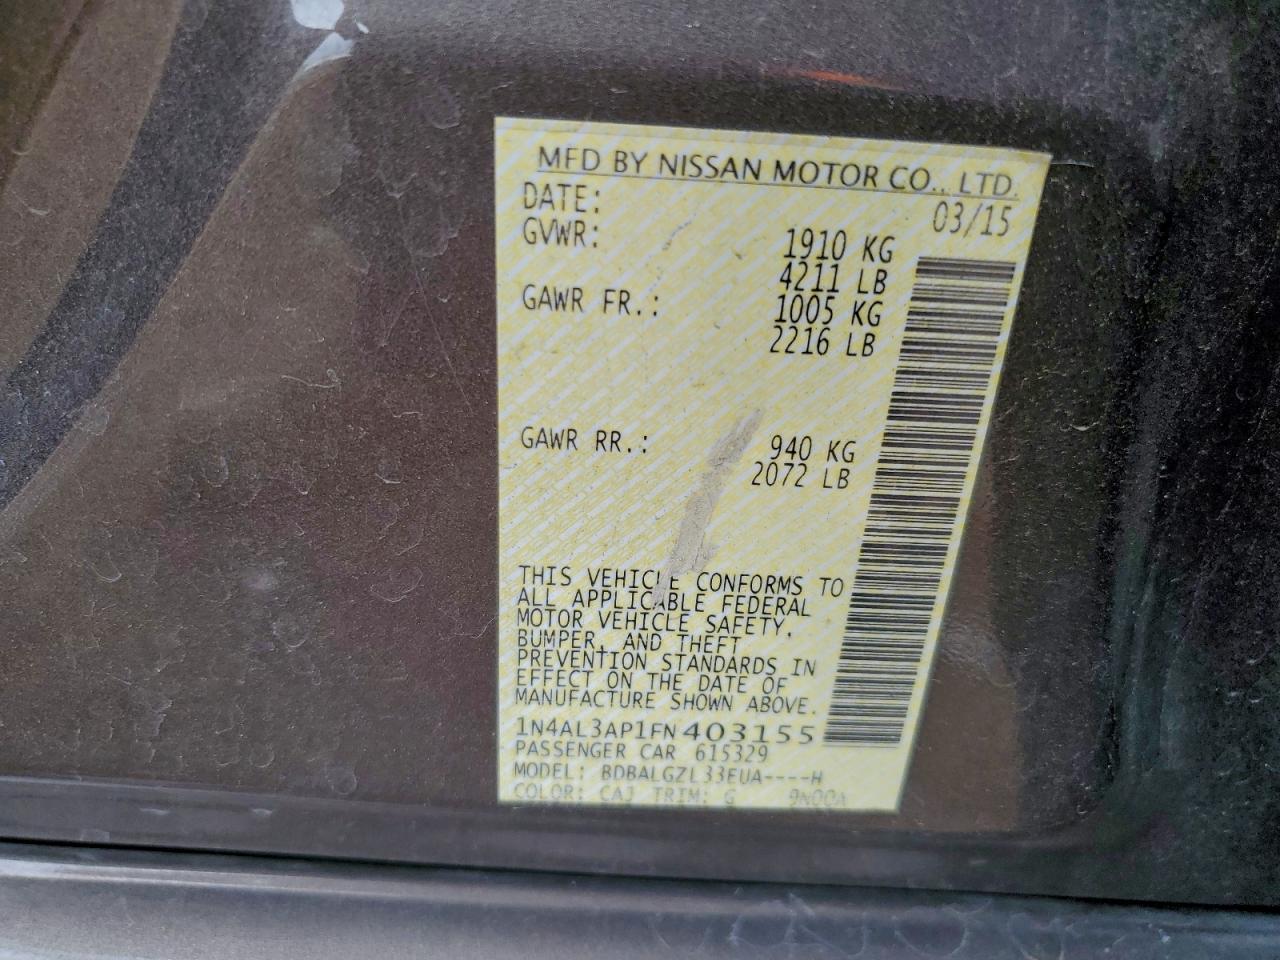 MFD BY NISSAN MOTOR CO., LTD.
DATE: 03/15
GVWR: 1910 KG
4211 LB
GAWR FR.: 1005 KG
2216 LB
GAWR RR.: 940 KG
2072 LB
THIS VEHICLE CONFORMS TO
ALL APPLICABLE FEDERAL
MOTOR VEHICLE SAFETY,
BUMPER, AND THEFT
PREVENTION STANDARDS IN
EFFECT ON THE DATE OF
MANUFACTURE SHOWN ABOVE.
1N4AL3AP1FN403155
PASSENGER CAR 615329
MODEL: BDBALGZL33EUA----H
COLOR: CAJ TRIM: G 9N00A